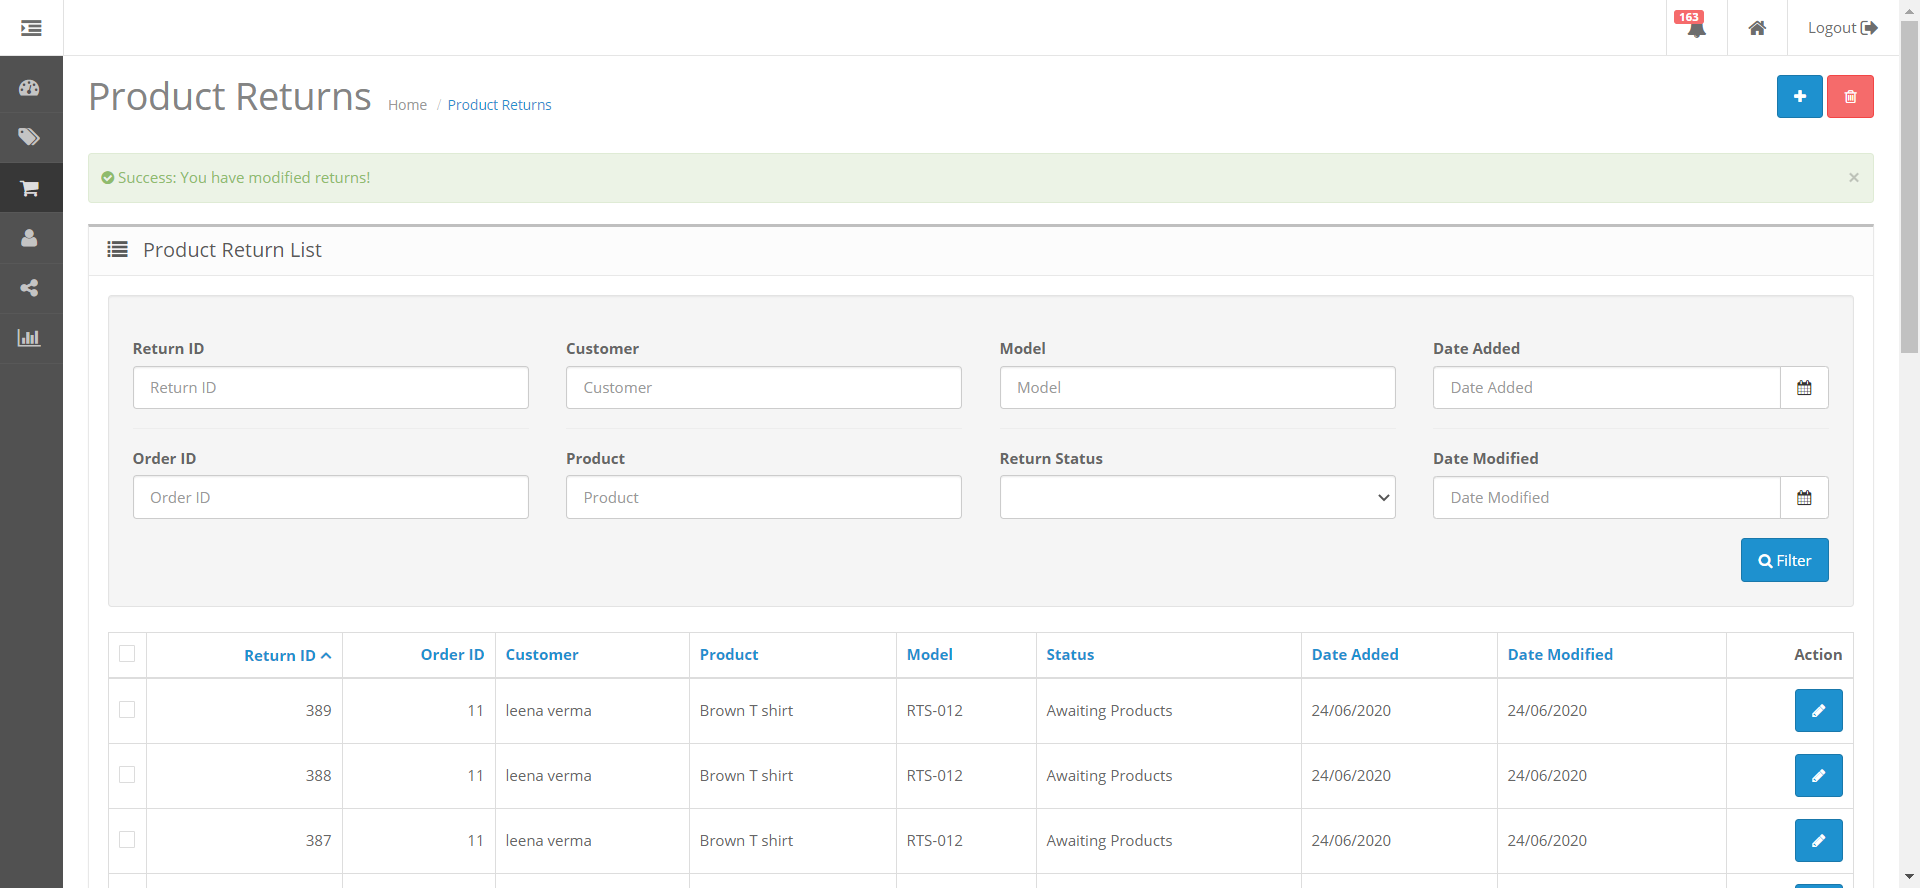 163
Logout
Product Returns Home / Product Returns
Success: You have modified returns! ×
Product Return List
Return ID Customer Model Date Added
Return ID Customer Model Date Added
Order ID Product Return Status Date Modified
Order ID Product Date Modified
Filter
Return ID Order ID Customer Product Model Status Date Added Date Modified Action
389 11 leena verma Brown T shirt RTS-012 Awaiting Products 24/06/2020 24/06/2020
388 11 leena verma Brown T shirt RTS-012 Awaiting Products 24/06/2020 24/06/2020
387 11 leena verma Brown T shirt RTS-012 Awaiting Products 24/06/2020 24/06/2020